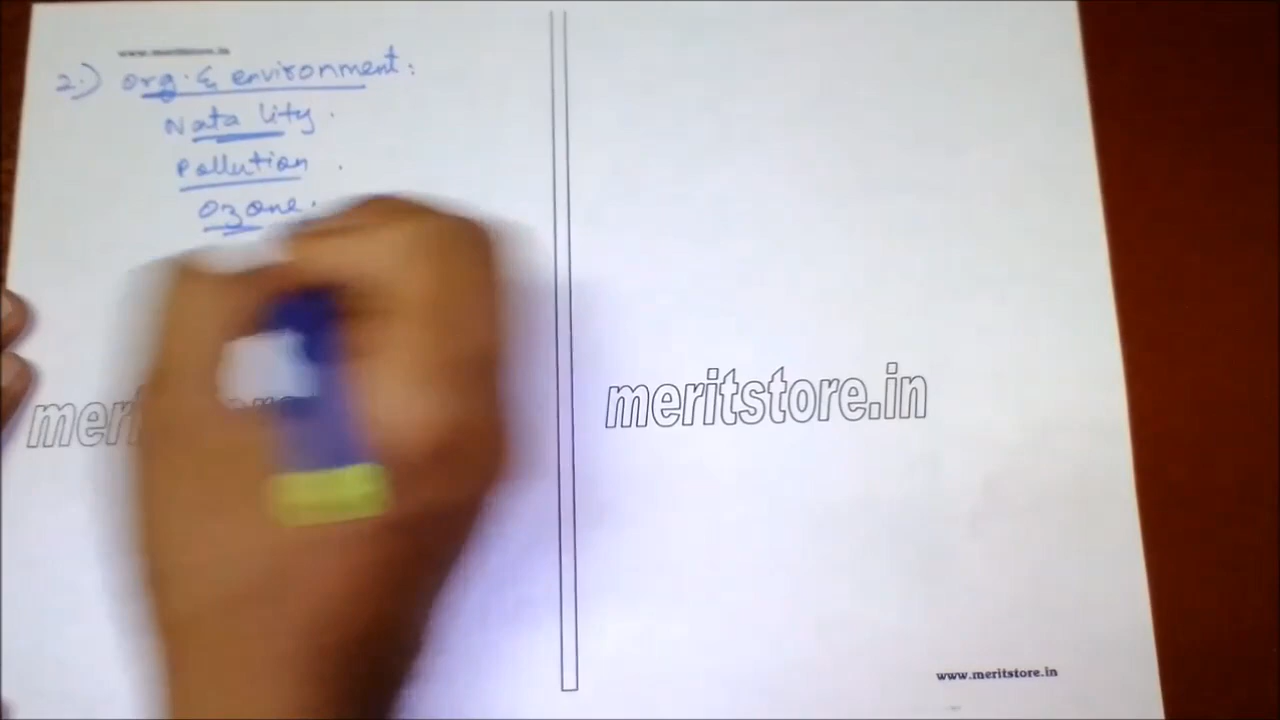 www.meritstore.in
2.) org. & environment:
Natality.
Pollution.
Ozone.
meritstore.in
www.meritstore.in